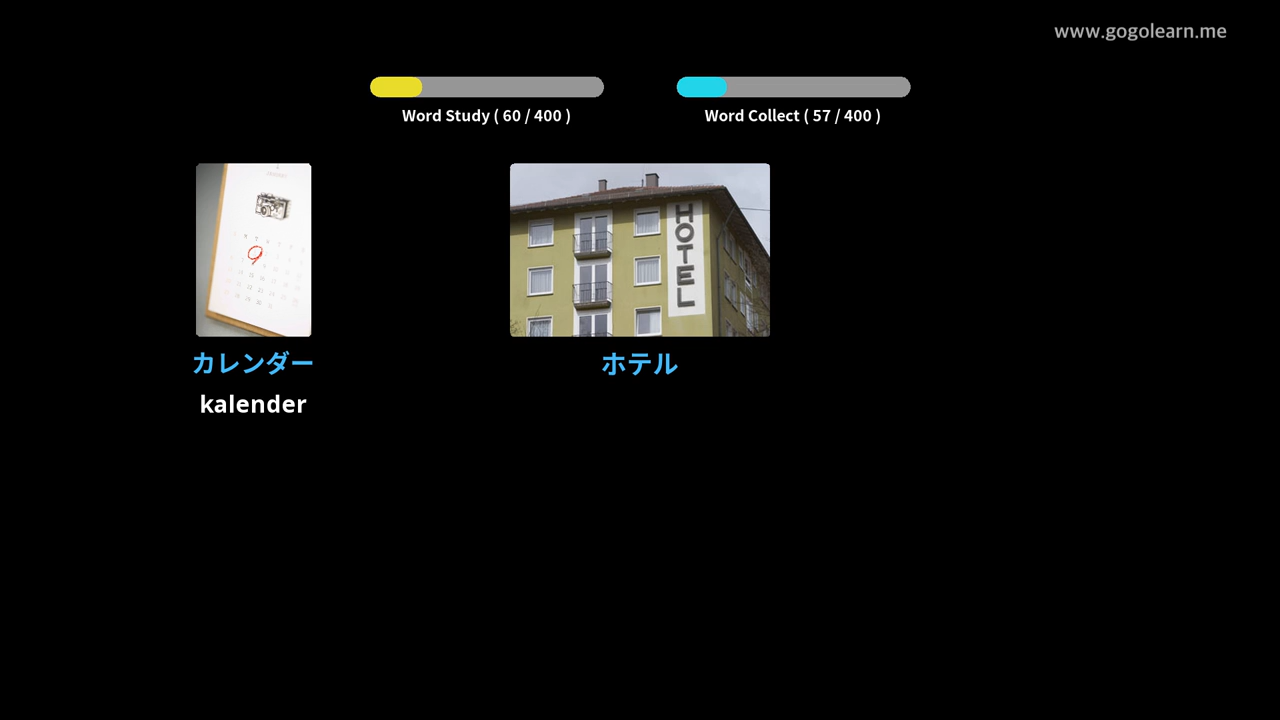 www.gogolearn.me
Word Study ( 60 / 400 )
Word Collect ( 57 / 400 )
HOTEL
カレンダー
ホテル
kalender